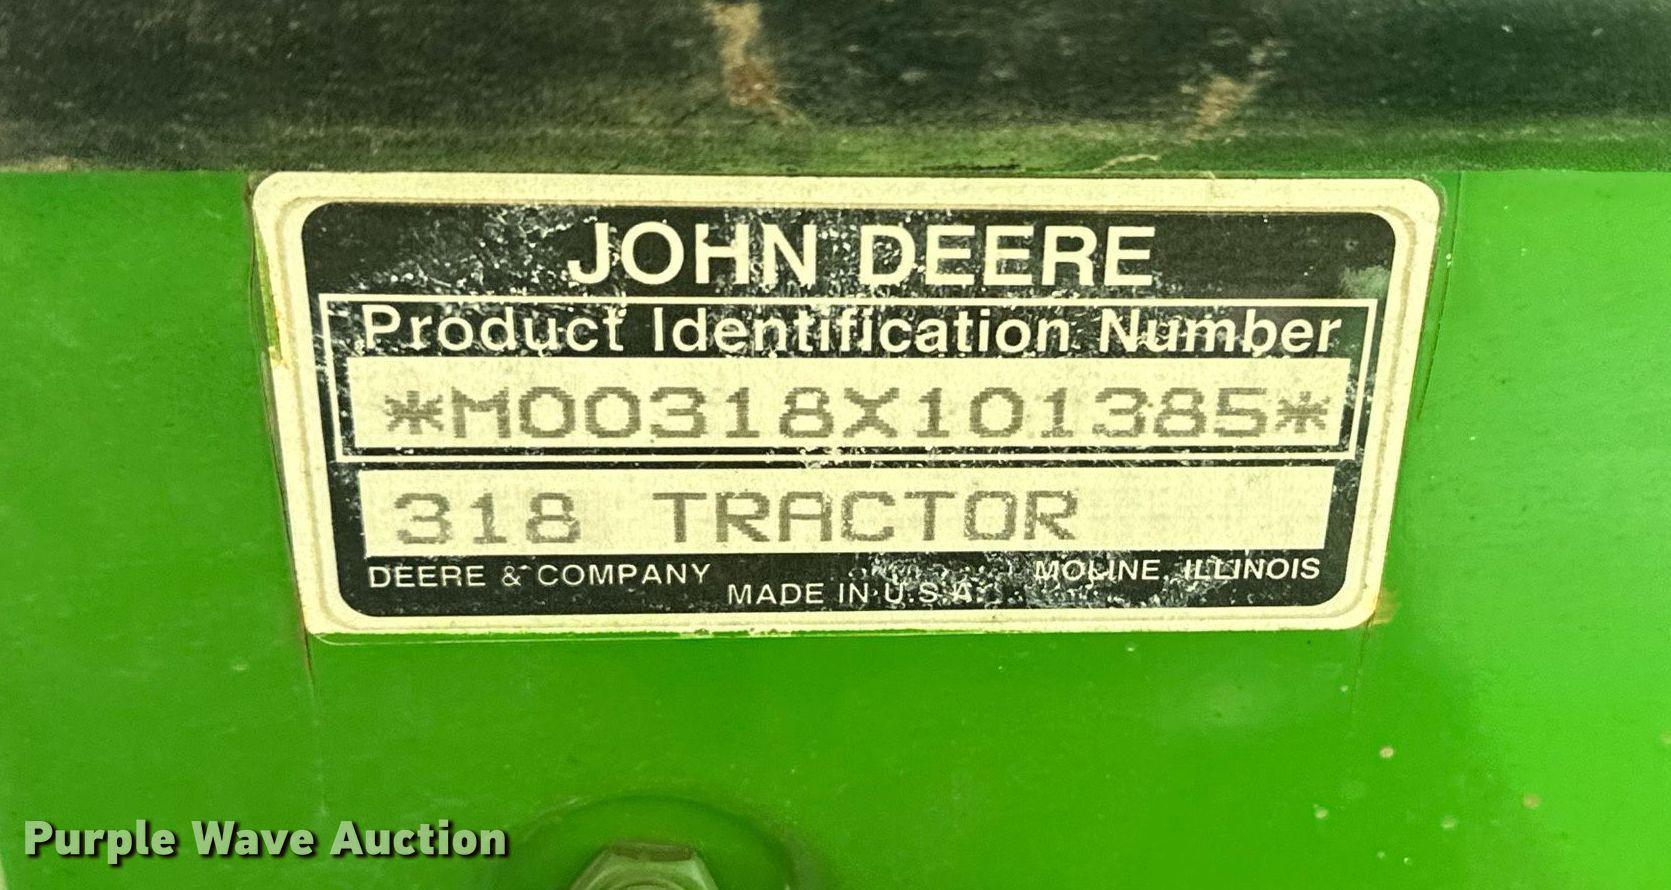 JOHN DEERE
Product Identification Number
*M00318X101385*
318 TRACTOR
DEERE & COMPANY MOLINE, ILLINOIS
MADE IN U.S.A.
Purple Wave Auction